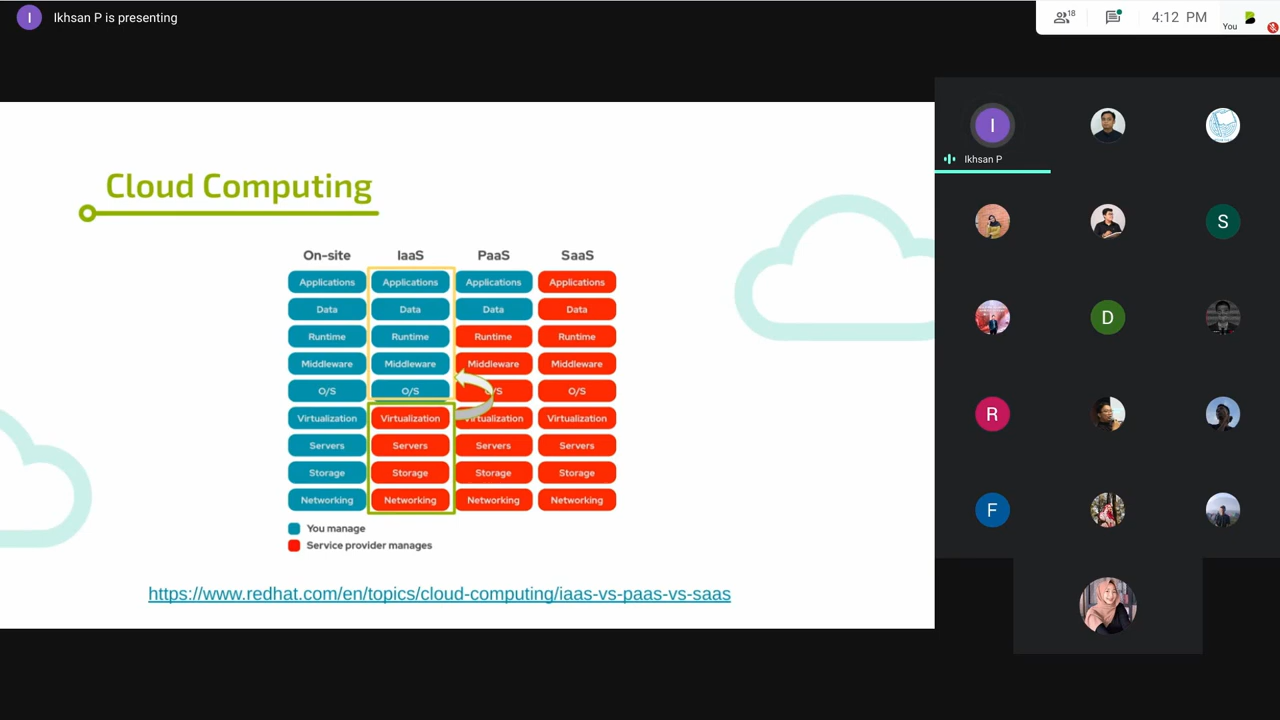 I
Ikhsan P is presenting
18
4:12 PM
You
Cloud Computing
On-site IaaS PaaS SaaS
Applications Applications Applications Applications
Data Data Data Data
Runtime Runtime Runtime Runtime
Middleware Middleware Middleware Middleware
O/S O/S O/S O/S
Virtualization Virtualization Virtualization Virtualization
Servers Servers Servers Servers
Storage Storage Storage Storage
Networking Networking Networking Networking
You manage
Service provider manages
https://www.redhat.com/en/topics/cloud-computing/iaas-vs-paas-vs-saas
I
Ikhsan P
S
D
R
F